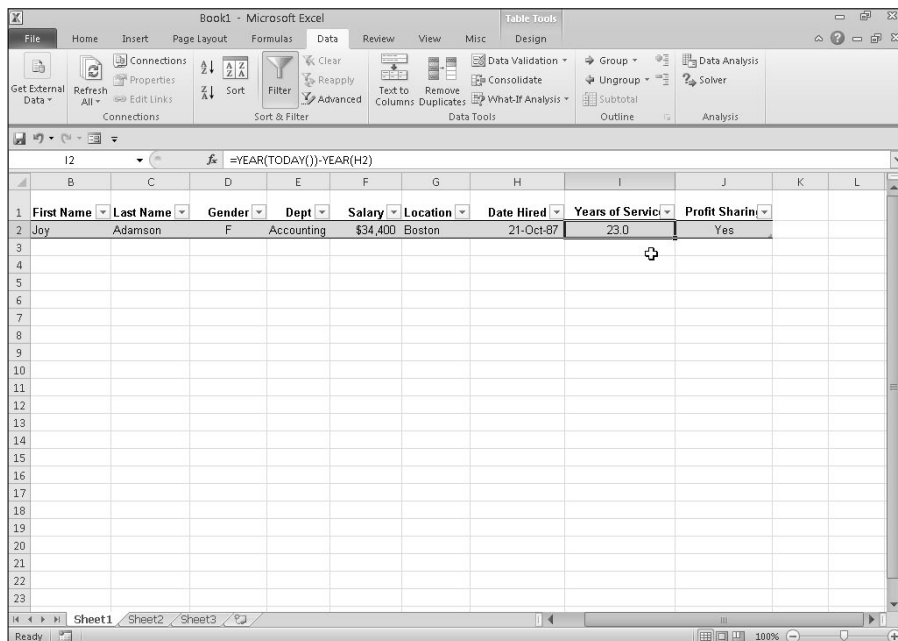 Book1 - Microsoft Excel
Table Tools
File Home Insert Page Layout Formulas Data Review View Misc Design
Get External Data
Refresh All
Connections
Properties
Edit Links
Connections
Sort
Filter
Clear
Reapply
Advanced
Sort & Filter
Text to Columns
Remove Duplicates
Data Validation
Consolidate
What-If Analysis
Data Tools
Group
Ungroup
Subtotal
Outline
Data Analysis
Solver
Analysis
I2 fx =YEAR(TODAY())-YEAR(H2)
B C D E F G H I J K L
1 First Name Last Name Gender Dept Salary Location Date Hired Years of Servic Profit Sharin
2 Joy Adamson F Accounting $34,400 Boston 21-Oct-87 23.0 Yes
3
4
5
6
7
8
9
10
11
12
13
14
15
16
17
18
19
20
21
22
23
Sheet1 Sheet2 Sheet3
Ready 100%